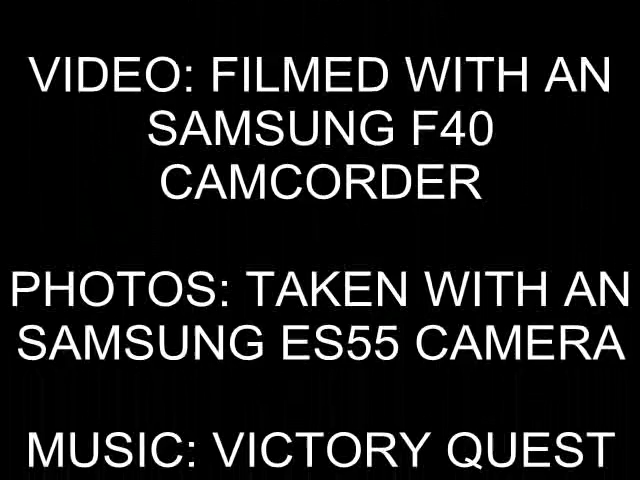 VIDEO: FILMED WITH AN
SAMSUNG F40
CAMCORDER
PHOTOS: TAKEN WITH AN
SAMSUNG ES55 CAMERA
MUSIC: VICTORY QUEST